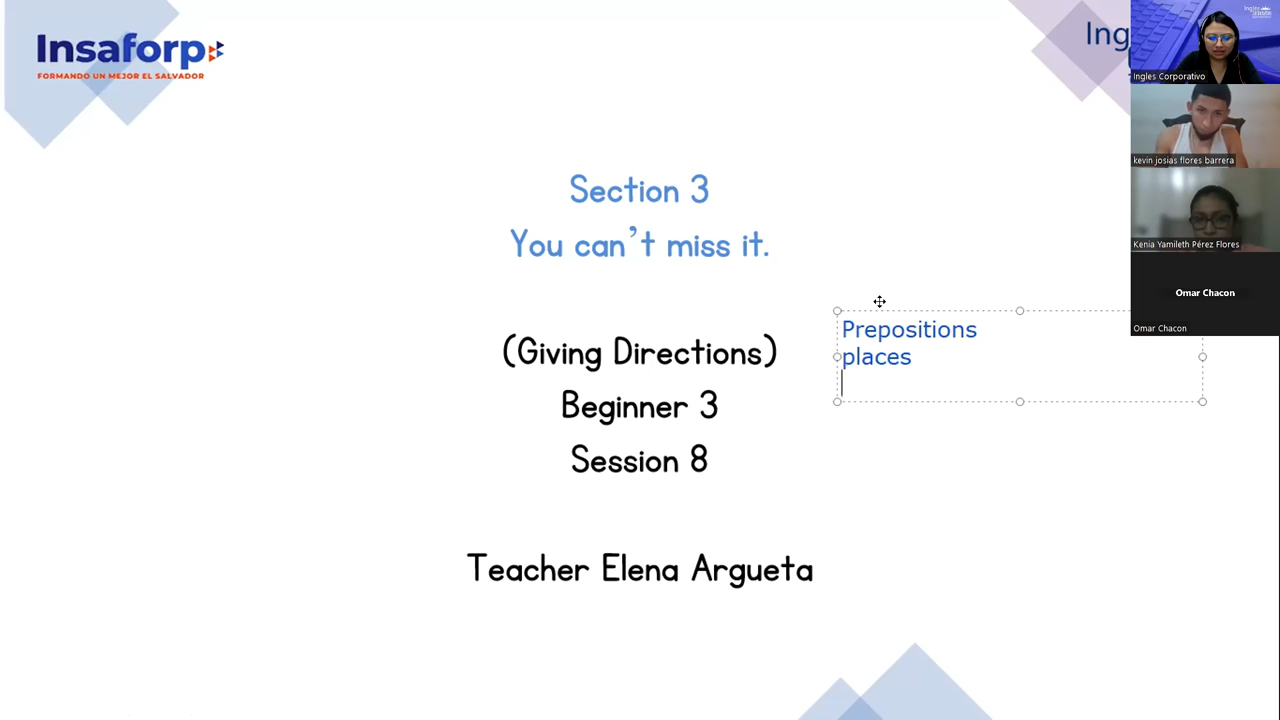 Insaforp
FORMANDO UN MEJOR EL SALVADOR
Ing
Section 3
You can't miss it.
(Giving Directions)
Beginner 3
Session 8
Teacher Elena Argueta
Prepositions
places
Ingles Corporativo
kevin josias flores barrera
Kenia Yamileth Pérez Flores
Omar Chacon
Omar Chacon